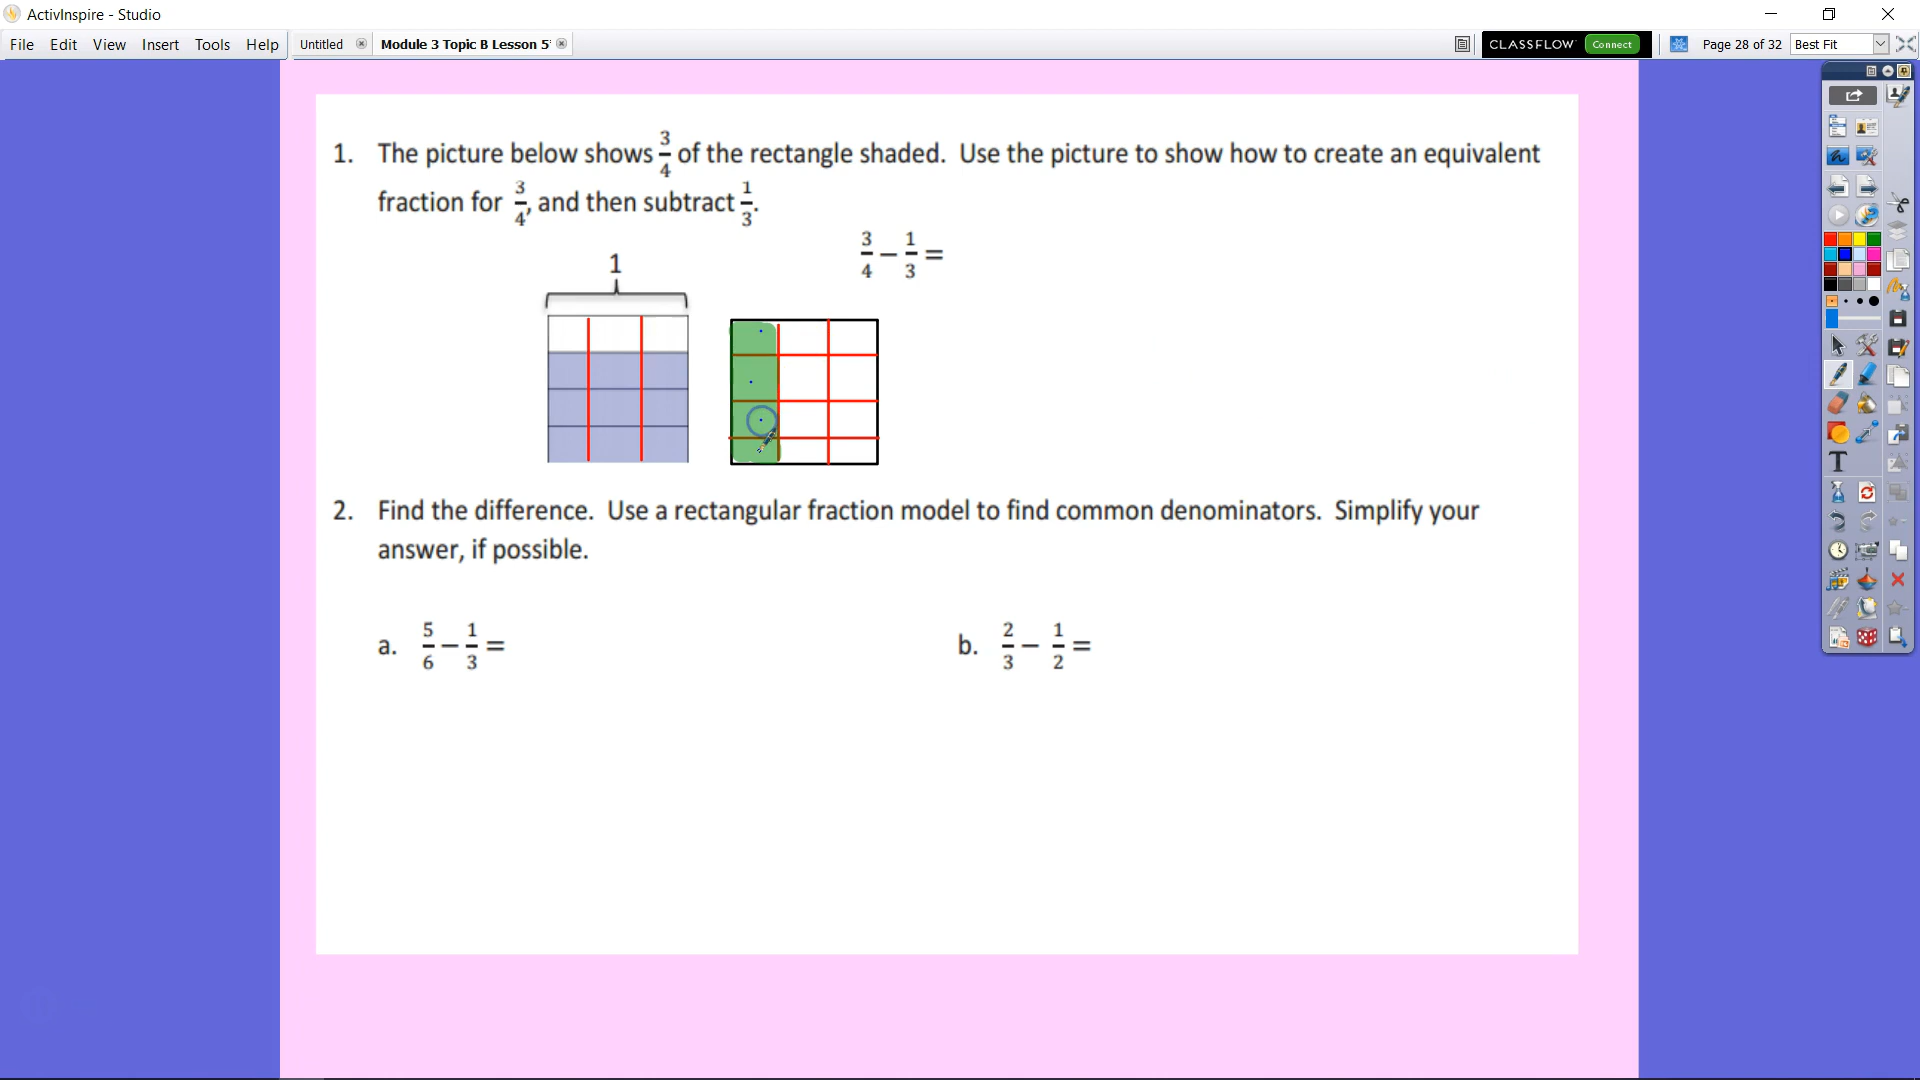 ActivInspire - Studio
File Edit View Insert Tools Help
Untitled
Module 3 Topic B Lesson 5
CLASSFLOW Connect
Page 28 of 32
Best Fit
1. The picture below shows 3/4 of the rectangle shaded. Use the picture to show how to create an equivalent
fraction for 3/4, and then subtract 1/3.
3/4 − 1/3 =
1
2. Find the difference. Use a rectangular fraction model to find common denominators. Simplify your
answer, if possible.
a. 5/6 − 1/3 =
b. 2/3 − 1/2 =
T